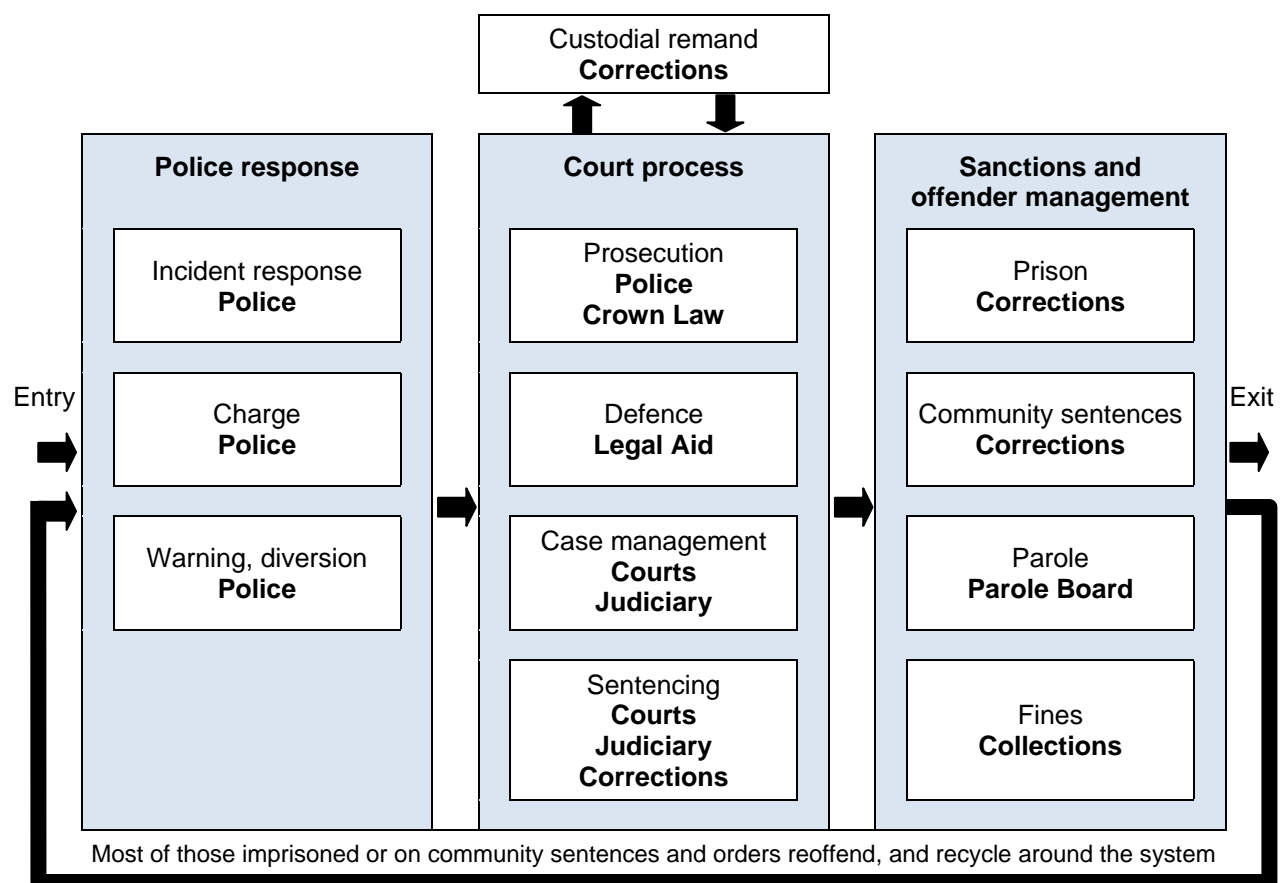 Custodial remand
Corrections
Police response
Incident response
Police
Charge
Police
Warning, diversion
Police
Court process
Prosecution
Police
Crown Law
Defence
Legal Aid
Case management
Courts
Judiciary
Sentencing
Courts
Judiciary
Corrections
Sanctions and
offender management
Prison
Corrections
Community sentences
Corrections
Parole
Parole Board
Fines
Collections
Entry
Exit
Most of those imprisoned or on community sentences and orders reoffend, and recycle around the system